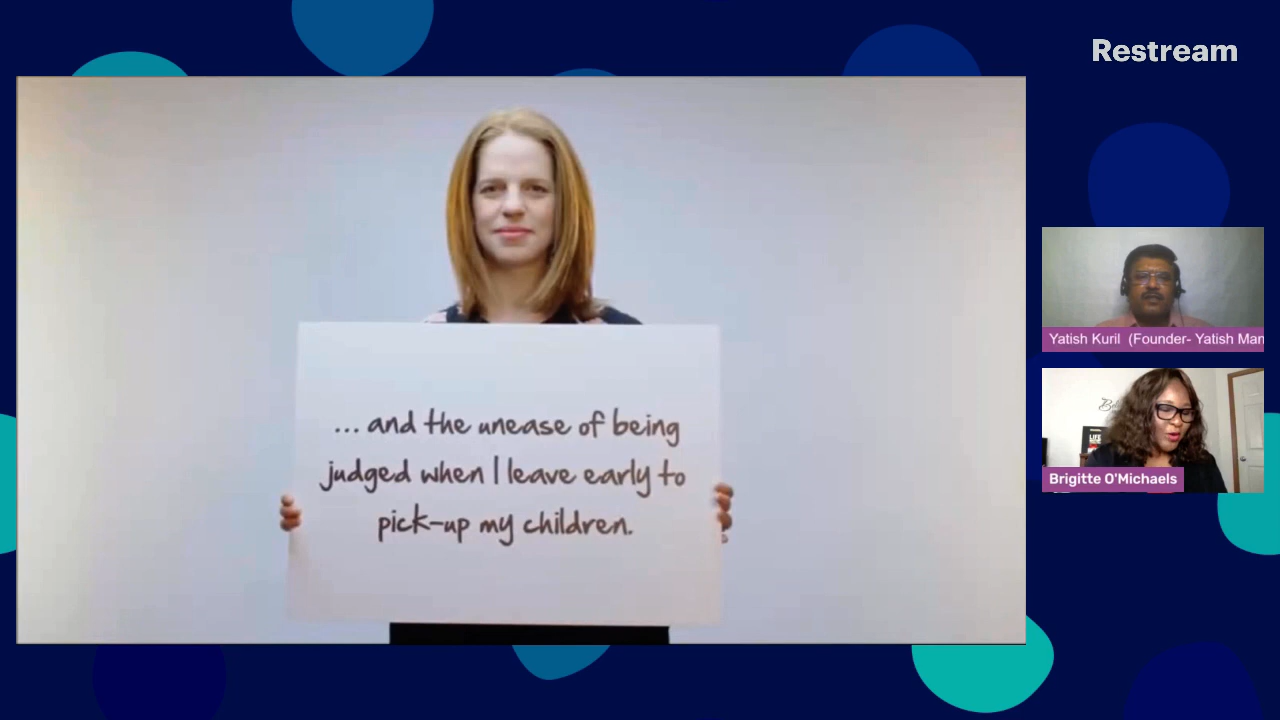 Restream
... and the unease of being
judged when I leave early to
pick-up my children.
Yatish Kuril (Founder- Yatish Man
Brigitte O'Michaels